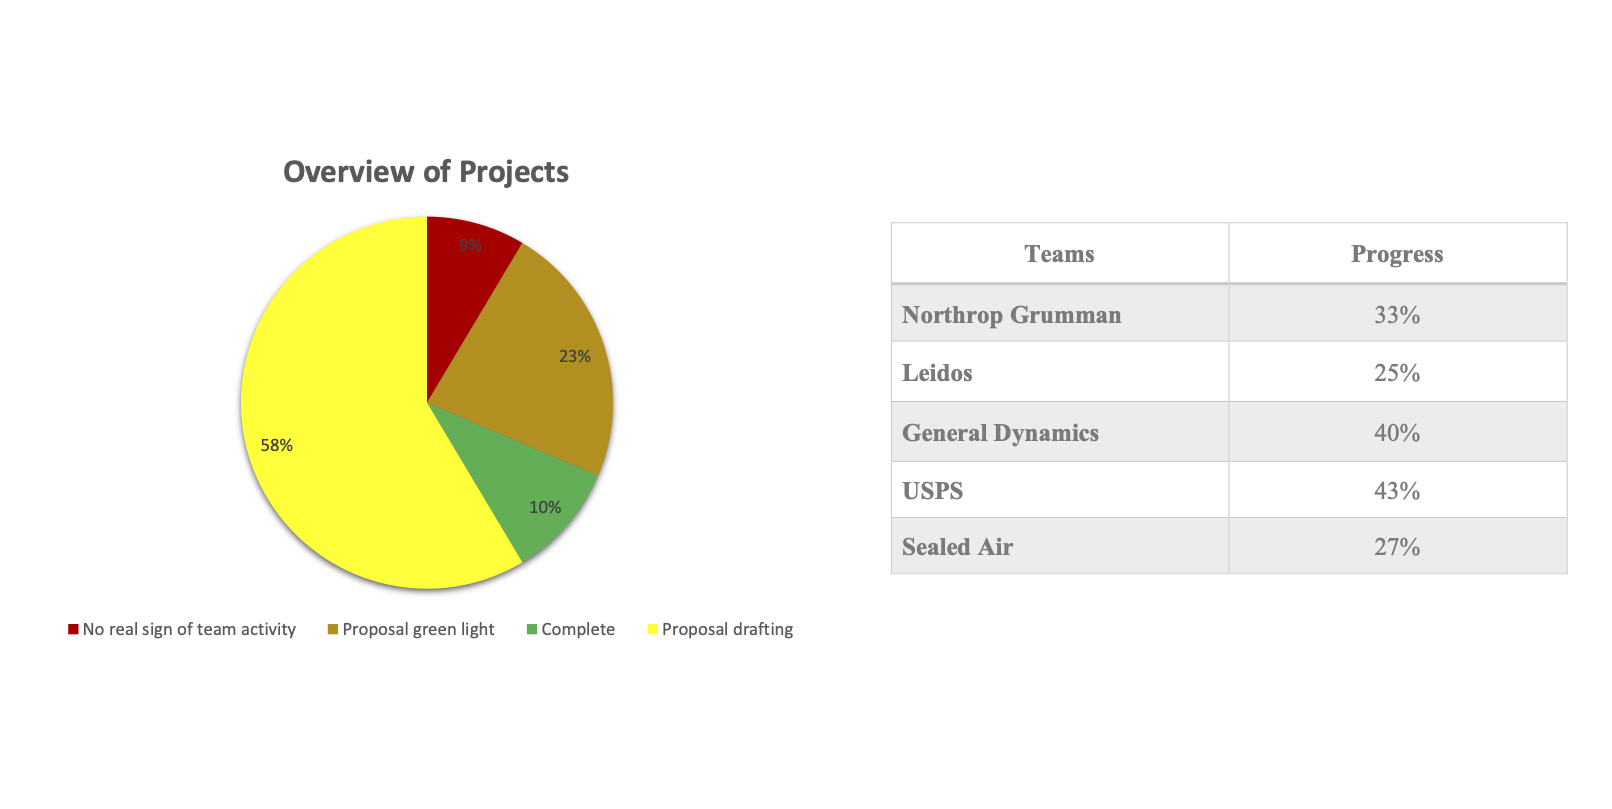 Overview of Projects
9%
23%
58%
10%
No real sign of team activity Proposal green light Complete Proposal drafting
Teams Progress
Northrop Grumman 33%
Leidos 25%
General Dynamics 40%
USPS 43%
Sealed Air 27%